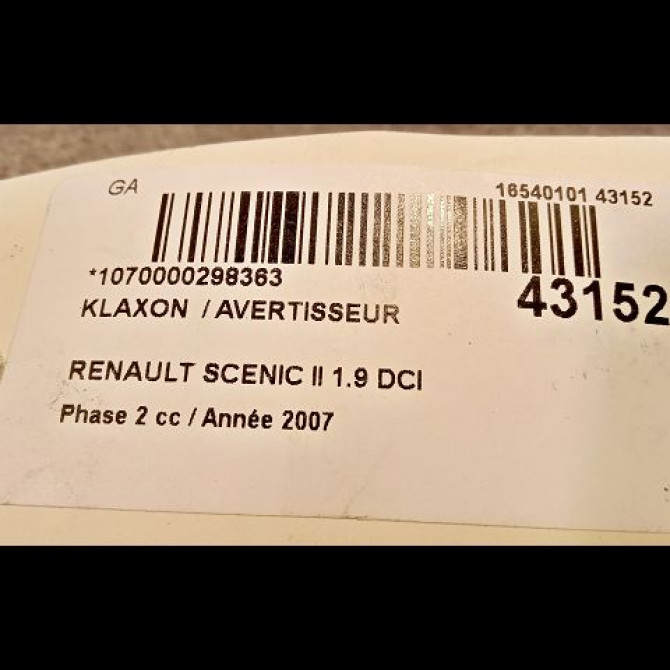 GA
16540101 43152
*1070000298363
43152
KLAXON / AVERTISSEUR
RENAULT SCENIC II 1.9 DCI
Phase 2 cc / Année 2007